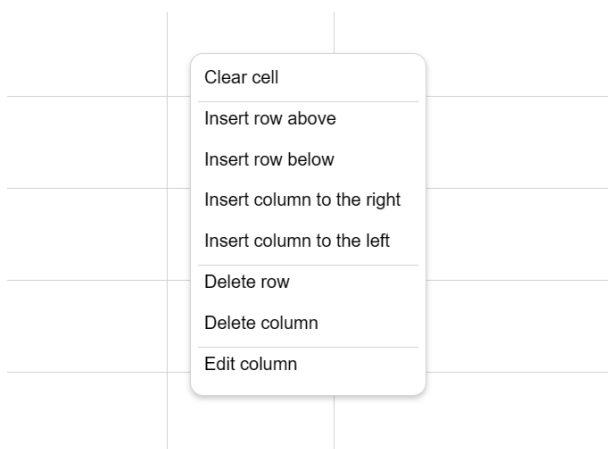 Clear cell
Insert row above
Insert row below
Insert column to the right
Insert column to the left
Delete row
Delete column
Edit column